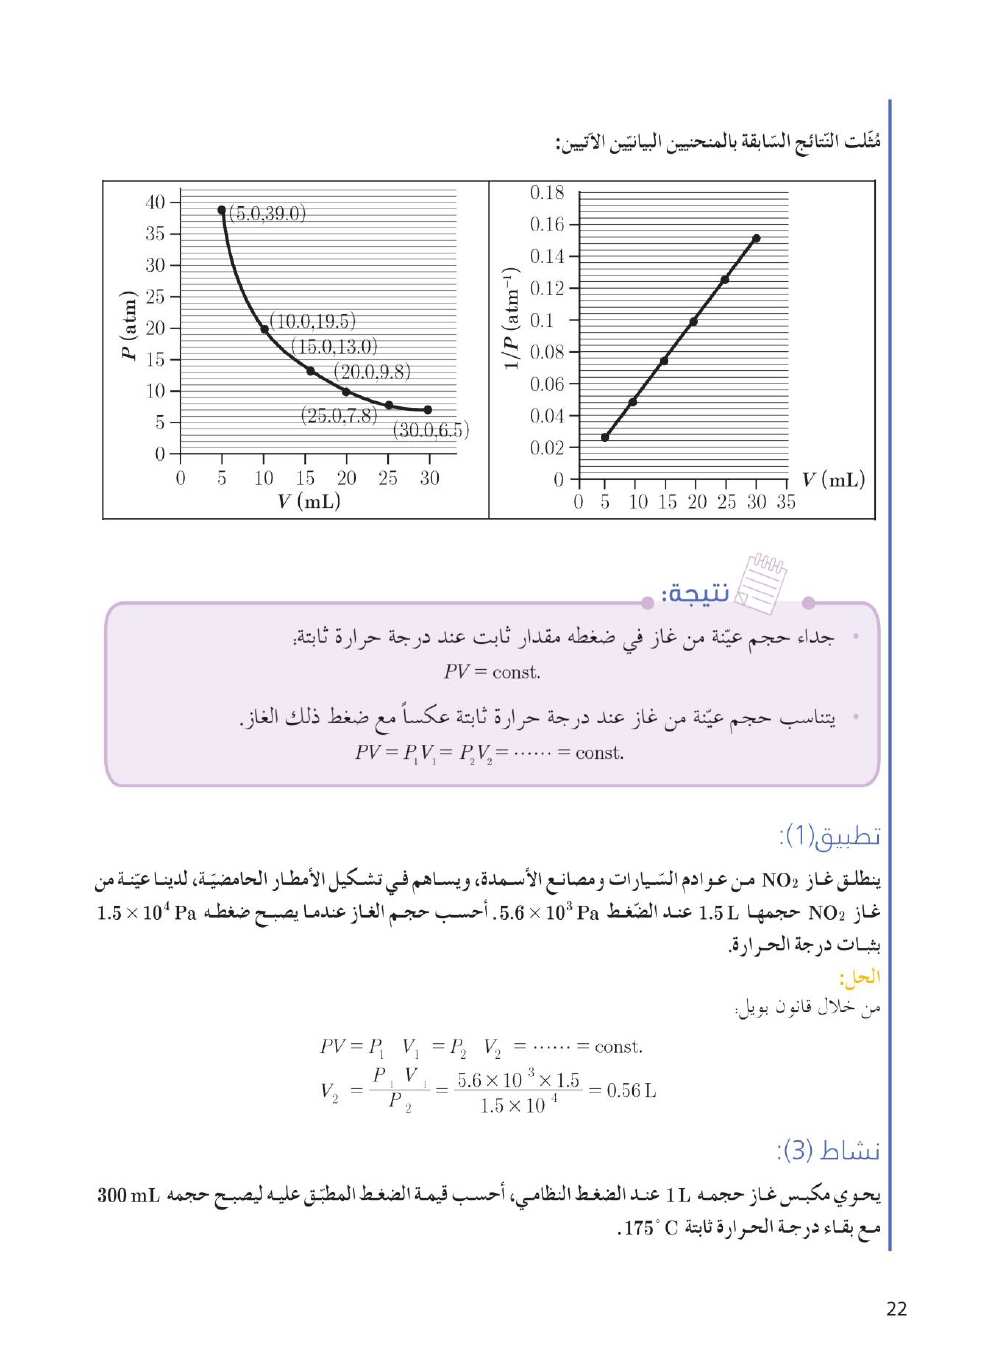 مُثّلت النّتائج السّابقة بالمنحنيين البيانيّين الآتيين:
40
35
30
25
20
15
10
5
0
P (atm)
(5.0,39.0)
(10.0,19.5)
(15.0,13.0)
(20.0,9.8)
(25.0,7.8)
(30.0,6.5)
0 5 10 15 20 25 30
V (mL)
0.18
0.16
0.14
0.12
0.1
0.08
0.06
0.04
0.02
0
1/P (atm⁻¹)
V (mL)
0 5 10 15 20 25 30 35
نتيجة:
• جداء حجم عيّنة من غاز في ضغطه مقدار ثابت عند درجة حرارة ثابتة:
PV = const.
• يتناسب حجم عيّنة من غاز عند درجة حرارة ثابتة عكساً مع ضغط ذلك الغاز.
PV = P₁V₁ = P₂V₂ = ······ = const.
تطبيق(1):
ينطلق غاز NO₂ من عوادم السّيارات ومصانع الأسمدة، ويساهم في تشكيل الأمطار الحامضيّة، لدينا عيّنة من
غاز NO₂ حجمها 1.5 L عند الضّغط 5.6 × 10³ Pa. أحسب حجم الغاز عندما يصبح ضغطه 1.5 × 10⁴ Pa
بثبات درجة الحرارة.
الحل:
من خلال قانون بويل:
PV = P₁ V₁ = P₂ V₂ = ······ = const.
V₂ = P₁ V₁ / P₂ = 5.6 × 10³ × 1.5 / 1.5 × 10⁴ = 0.56 L
نشاط (3):
يحوي مكبس غاز حجمه 1 L عند الضغط النظامي، أحسب قيمة الضغط المطبّق عليه ليصبح حجمه 300 mL
مع بقاء درجة الحرارة ثابتة 175° C.
22